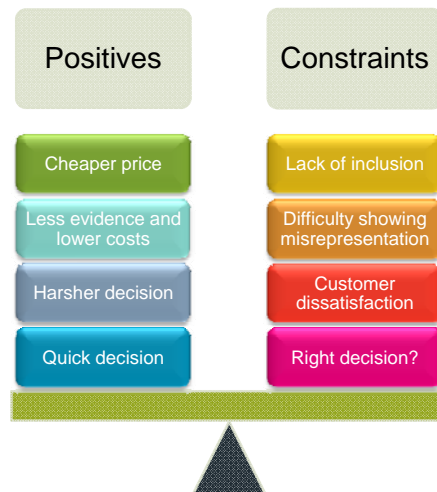 Positives
Cheaper price
Less evidence and
lower costs
Harsher decision
Quick decision
Constraints
Lack of inclusion
Difficulty showing
misrepresentation
Customer
dissatisfaction
Right decision?